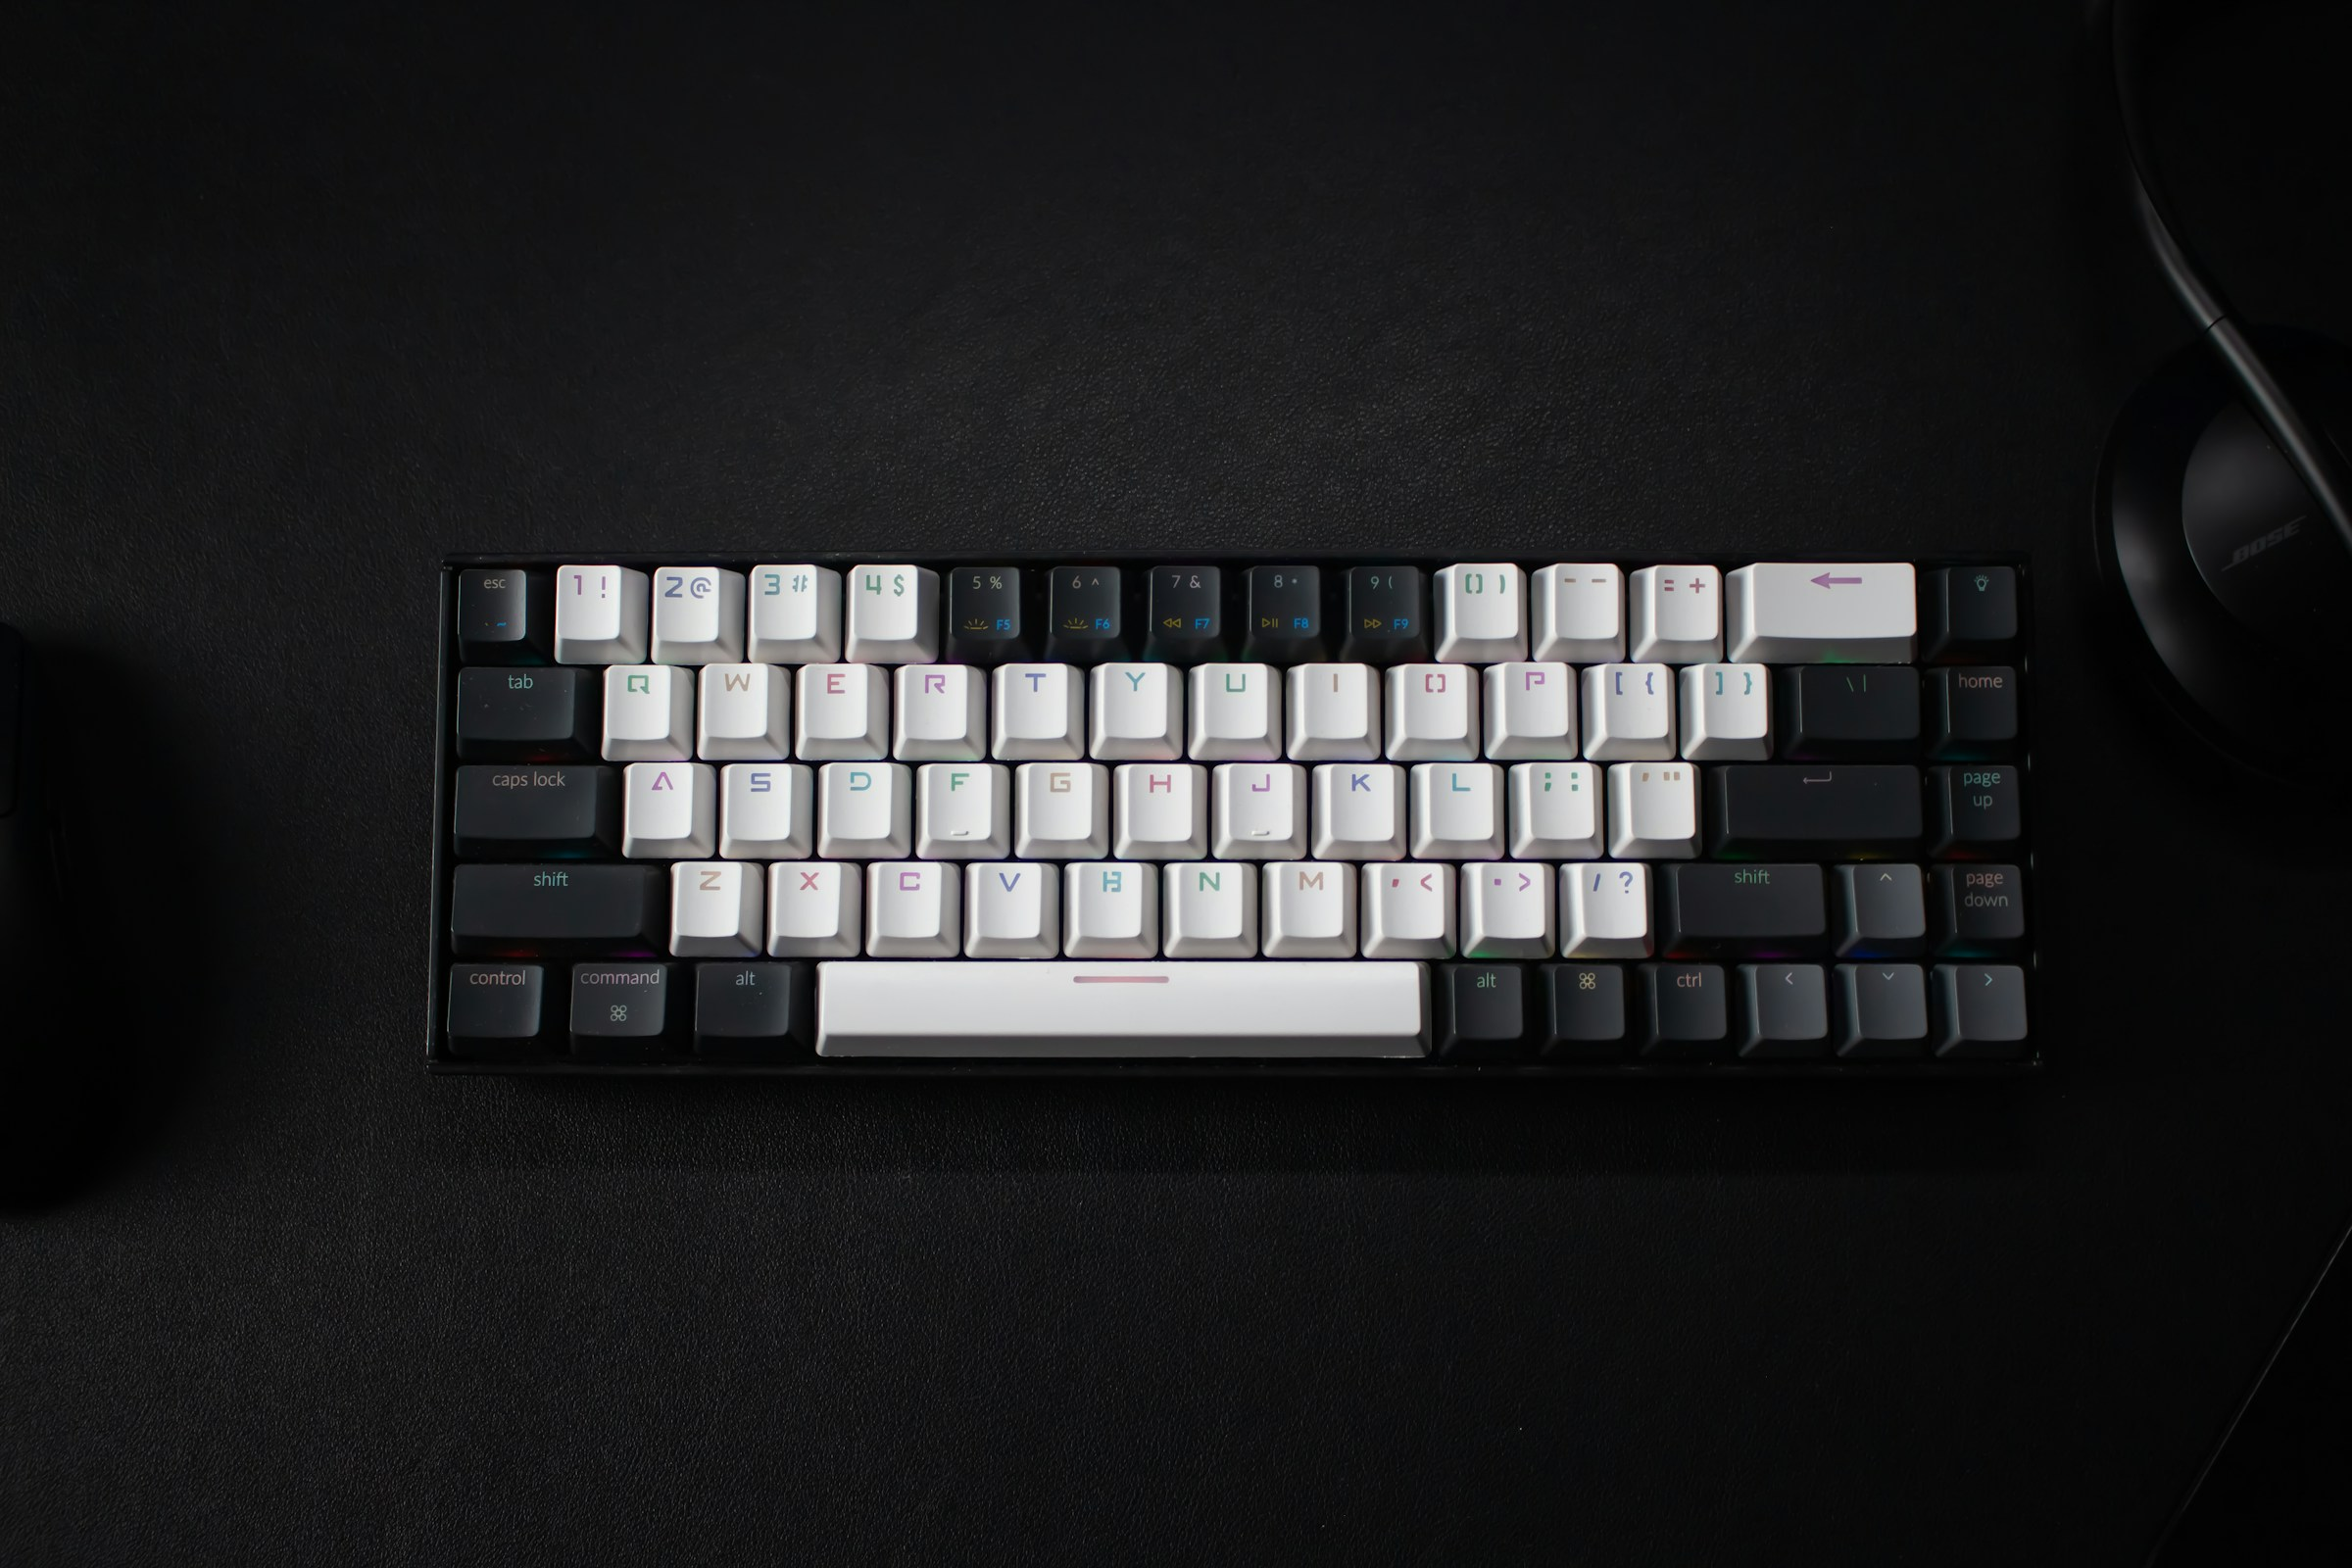 esc 1 ! 2 @ 3 # 4 $ 5 % 6 ^ 7 & 8 * 9 ( 0 ) - - = + ←
F5 F6 F7 F8 F9
tab Q W E R T Y U I O P [ { ] } \ | home
caps lock A S D F G H J K L ; : ' " page up
shift Z X C V B N M , < . > / ? shift ^ page down
control command ⌘ alt alt ⌘ ctrl < ˅ >
BOSE